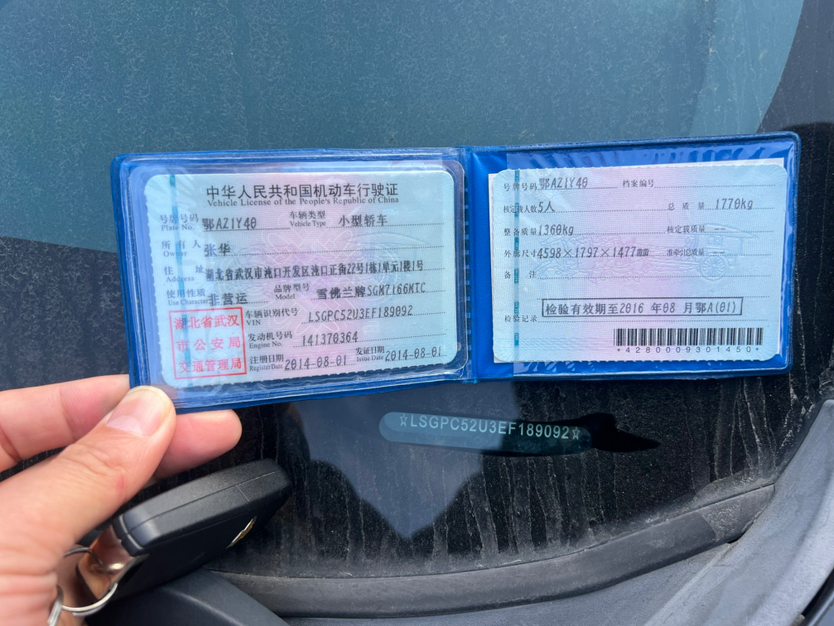 中华人民共和国机动车行驶证
Vehicle License of the People's Republic of China
号牌号码 鄂AZ1Y40 车辆类型 小型轿车
Plate No. Vehicle Type
所有人 张华
Owner
住址 湖北省武汉市沌口开发区沌口正街22号1栋1单元1楼1号
Address
使用性质 非营运 品牌型号 雪佛兰牌SGM7166MTC
Use Character Model
湖北省武汉
市公安局
交通管理局
车辆识别代号 LSGPC52U3EF189092
VIN
发动机号码 141370364
Engine No.
注册日期 2014-08-01 发证日期 2014-08-01
Register Date Issue Date
号牌号码 鄂AZ1Y40 档案编号
核定载人数 5人 总质量 1770kg
整备质量 1360kg 核定载质量 --
外廓尺寸 4598×1797×1477 准牵引总质量 --
备注
检验记录 检验有效期至2016 年08 月鄂A(01)
*4280009301450*
☆LSGPC52U3EF189092☆